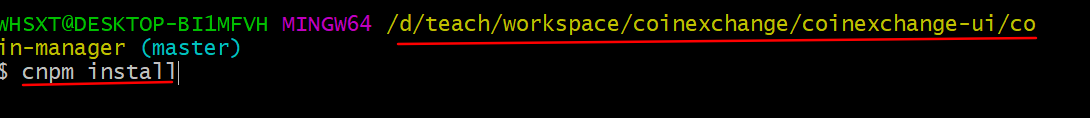 WHSXT@DESKTOP-BI1MFVH MINGW64 /d/teach/workspace/coinexchange/coinexchange-ui/co
in-manager (master)
$ cnpm install